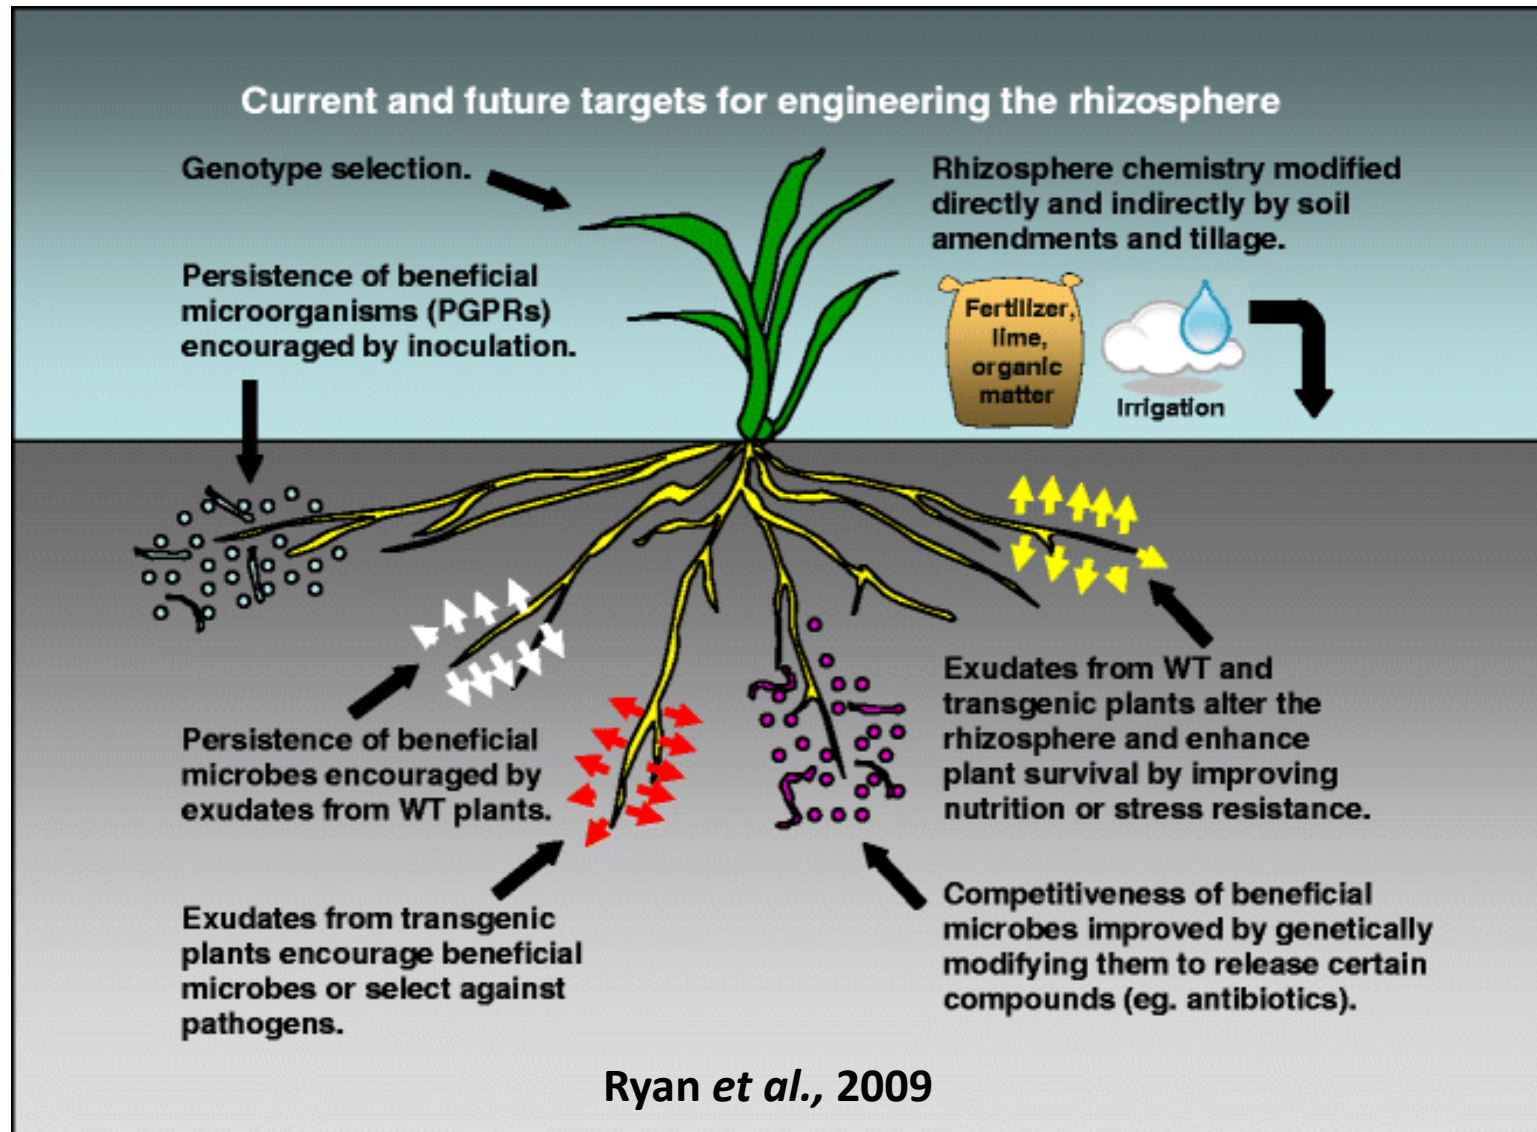 Current and future targets for engineering the rhizosphere
Genotype selection.
Persistence of beneficial
microorganisms (PGPRs)
encouraged by inoculation.
Rhizosphere chemistry modified
directly and indirectly by soil
amendments and tillage.
Fertilizer,
lime,
organic
matter
Irrigation
Persistence of beneficial
microbes encouraged by
exudates from WT plants.
Exudates from transgenic
plants encourage beneficial
microbes or select against
pathogens.
Exudates from WT and
transgenic plants alter the
rhizosphere and enhance
plant survival by improving
nutrition or stress resistance.
Competitiveness of beneficial
microbes improved by genetically
modifying them to release certain
compounds (eg. antibiotics).
Ryan et al., 2009